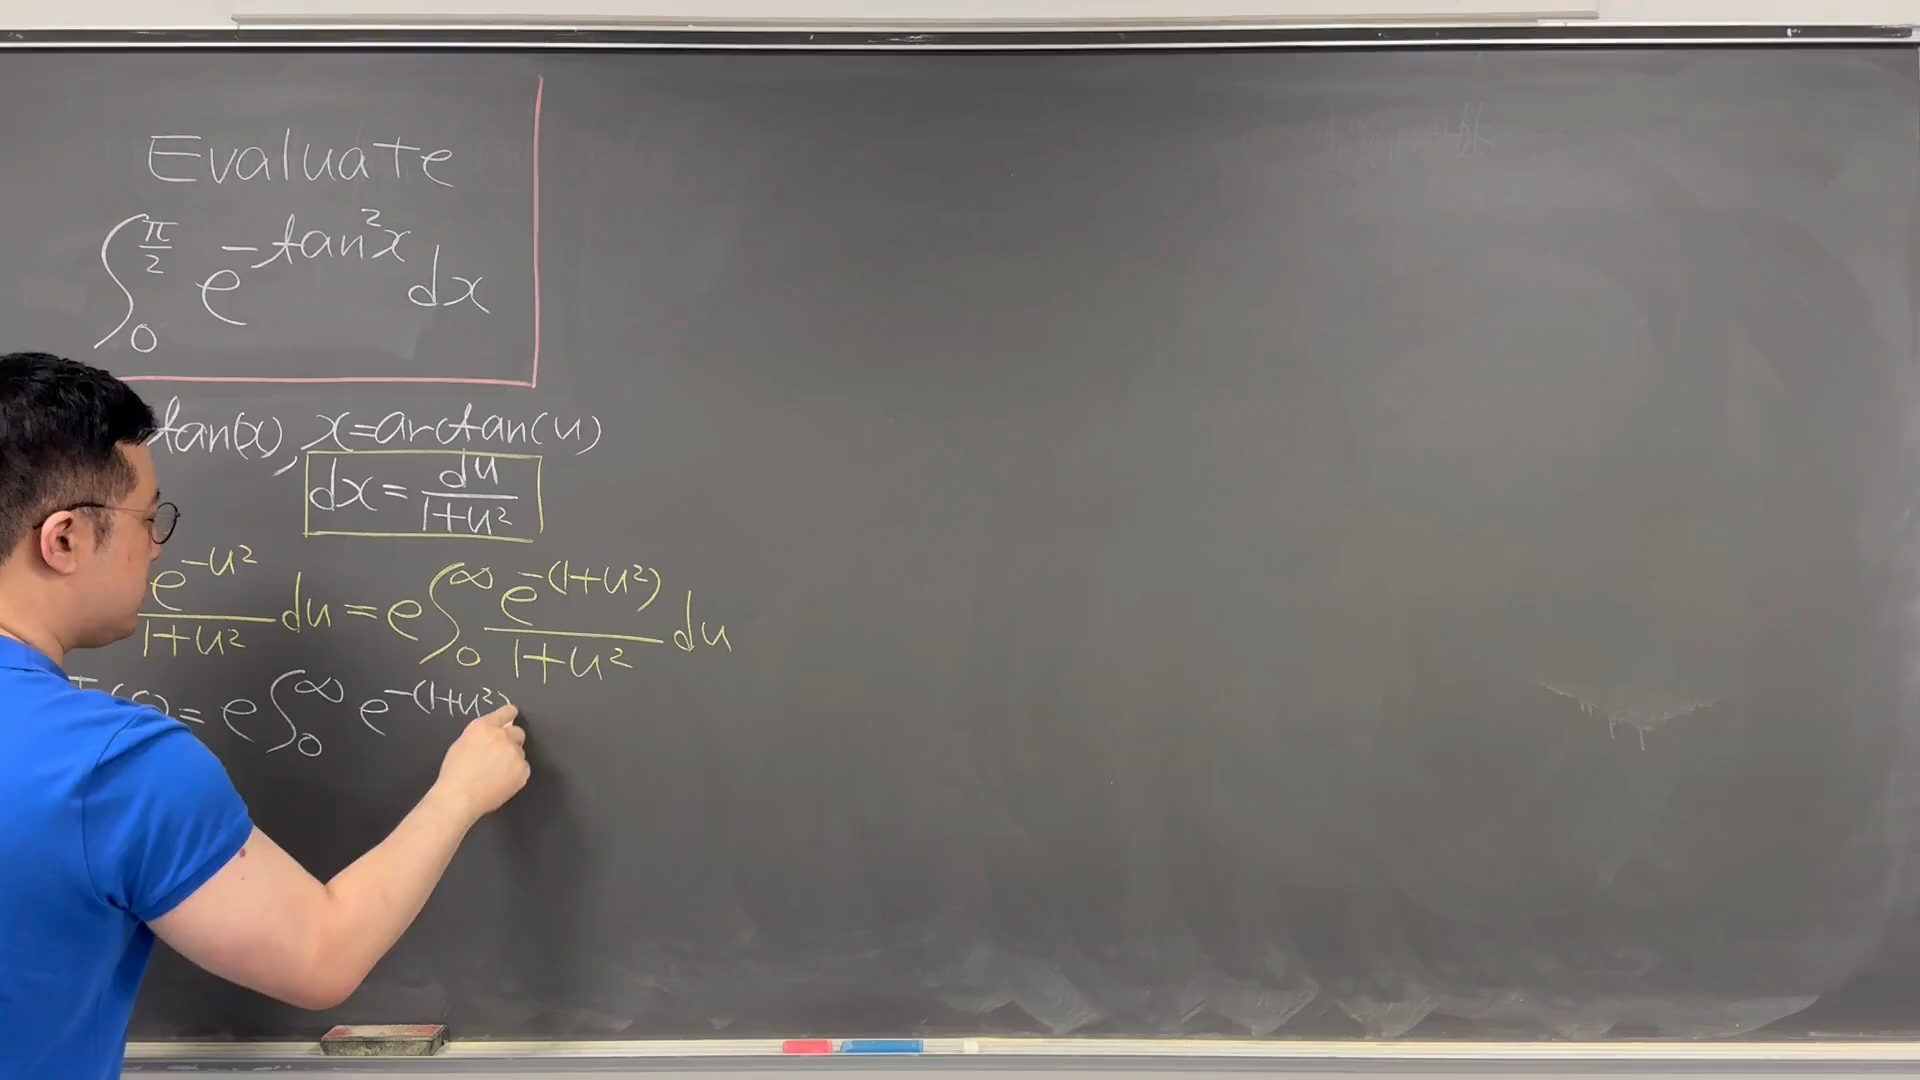 Evaluate
∫₀^{π/2} e^{-tan²x} dx
tan(x), x=arctan(u)
dx = du/(1+u²)
e^{-u²}/(1+u²) du = e ∫₀^∞ e^{-(1+u²)}/(1+u²) du
= e ∫₀^∞ e^{-(1+u²)